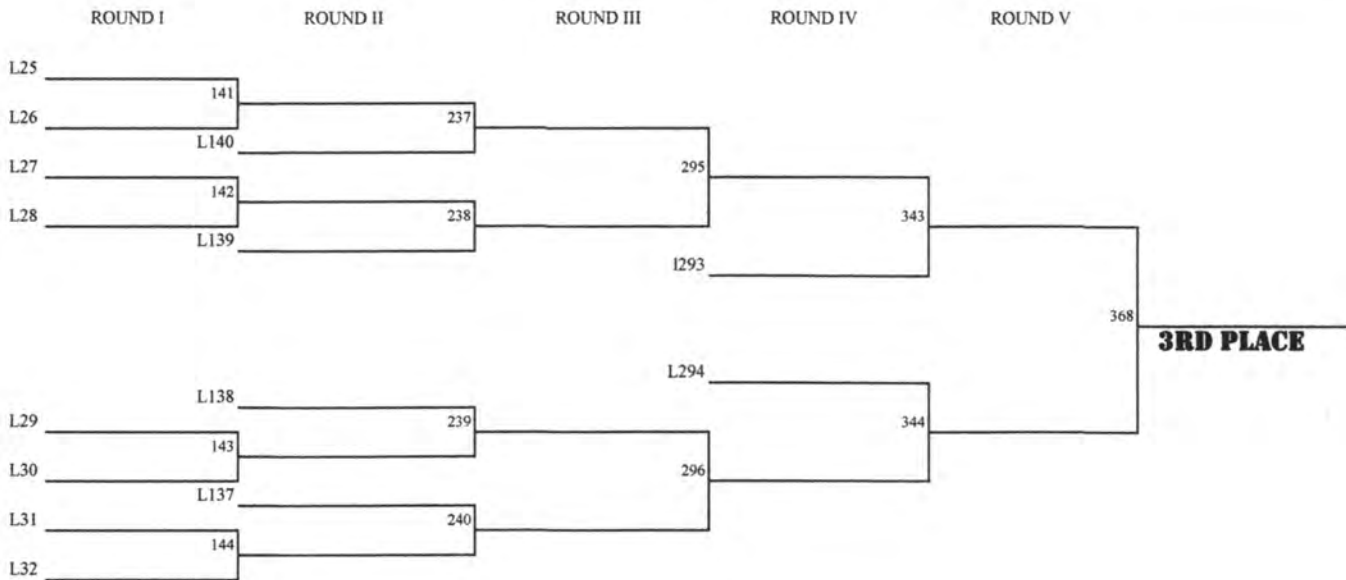 ROUND I ROUND II ROUND III ROUND IV ROUND V
L25
141
L26
237
L140
L27
295
142
L28
238
343
L139
I293
368
3RD PLACE
L294
L138
L29
239
344
143
L30
296
L137
L31
240
144
L32